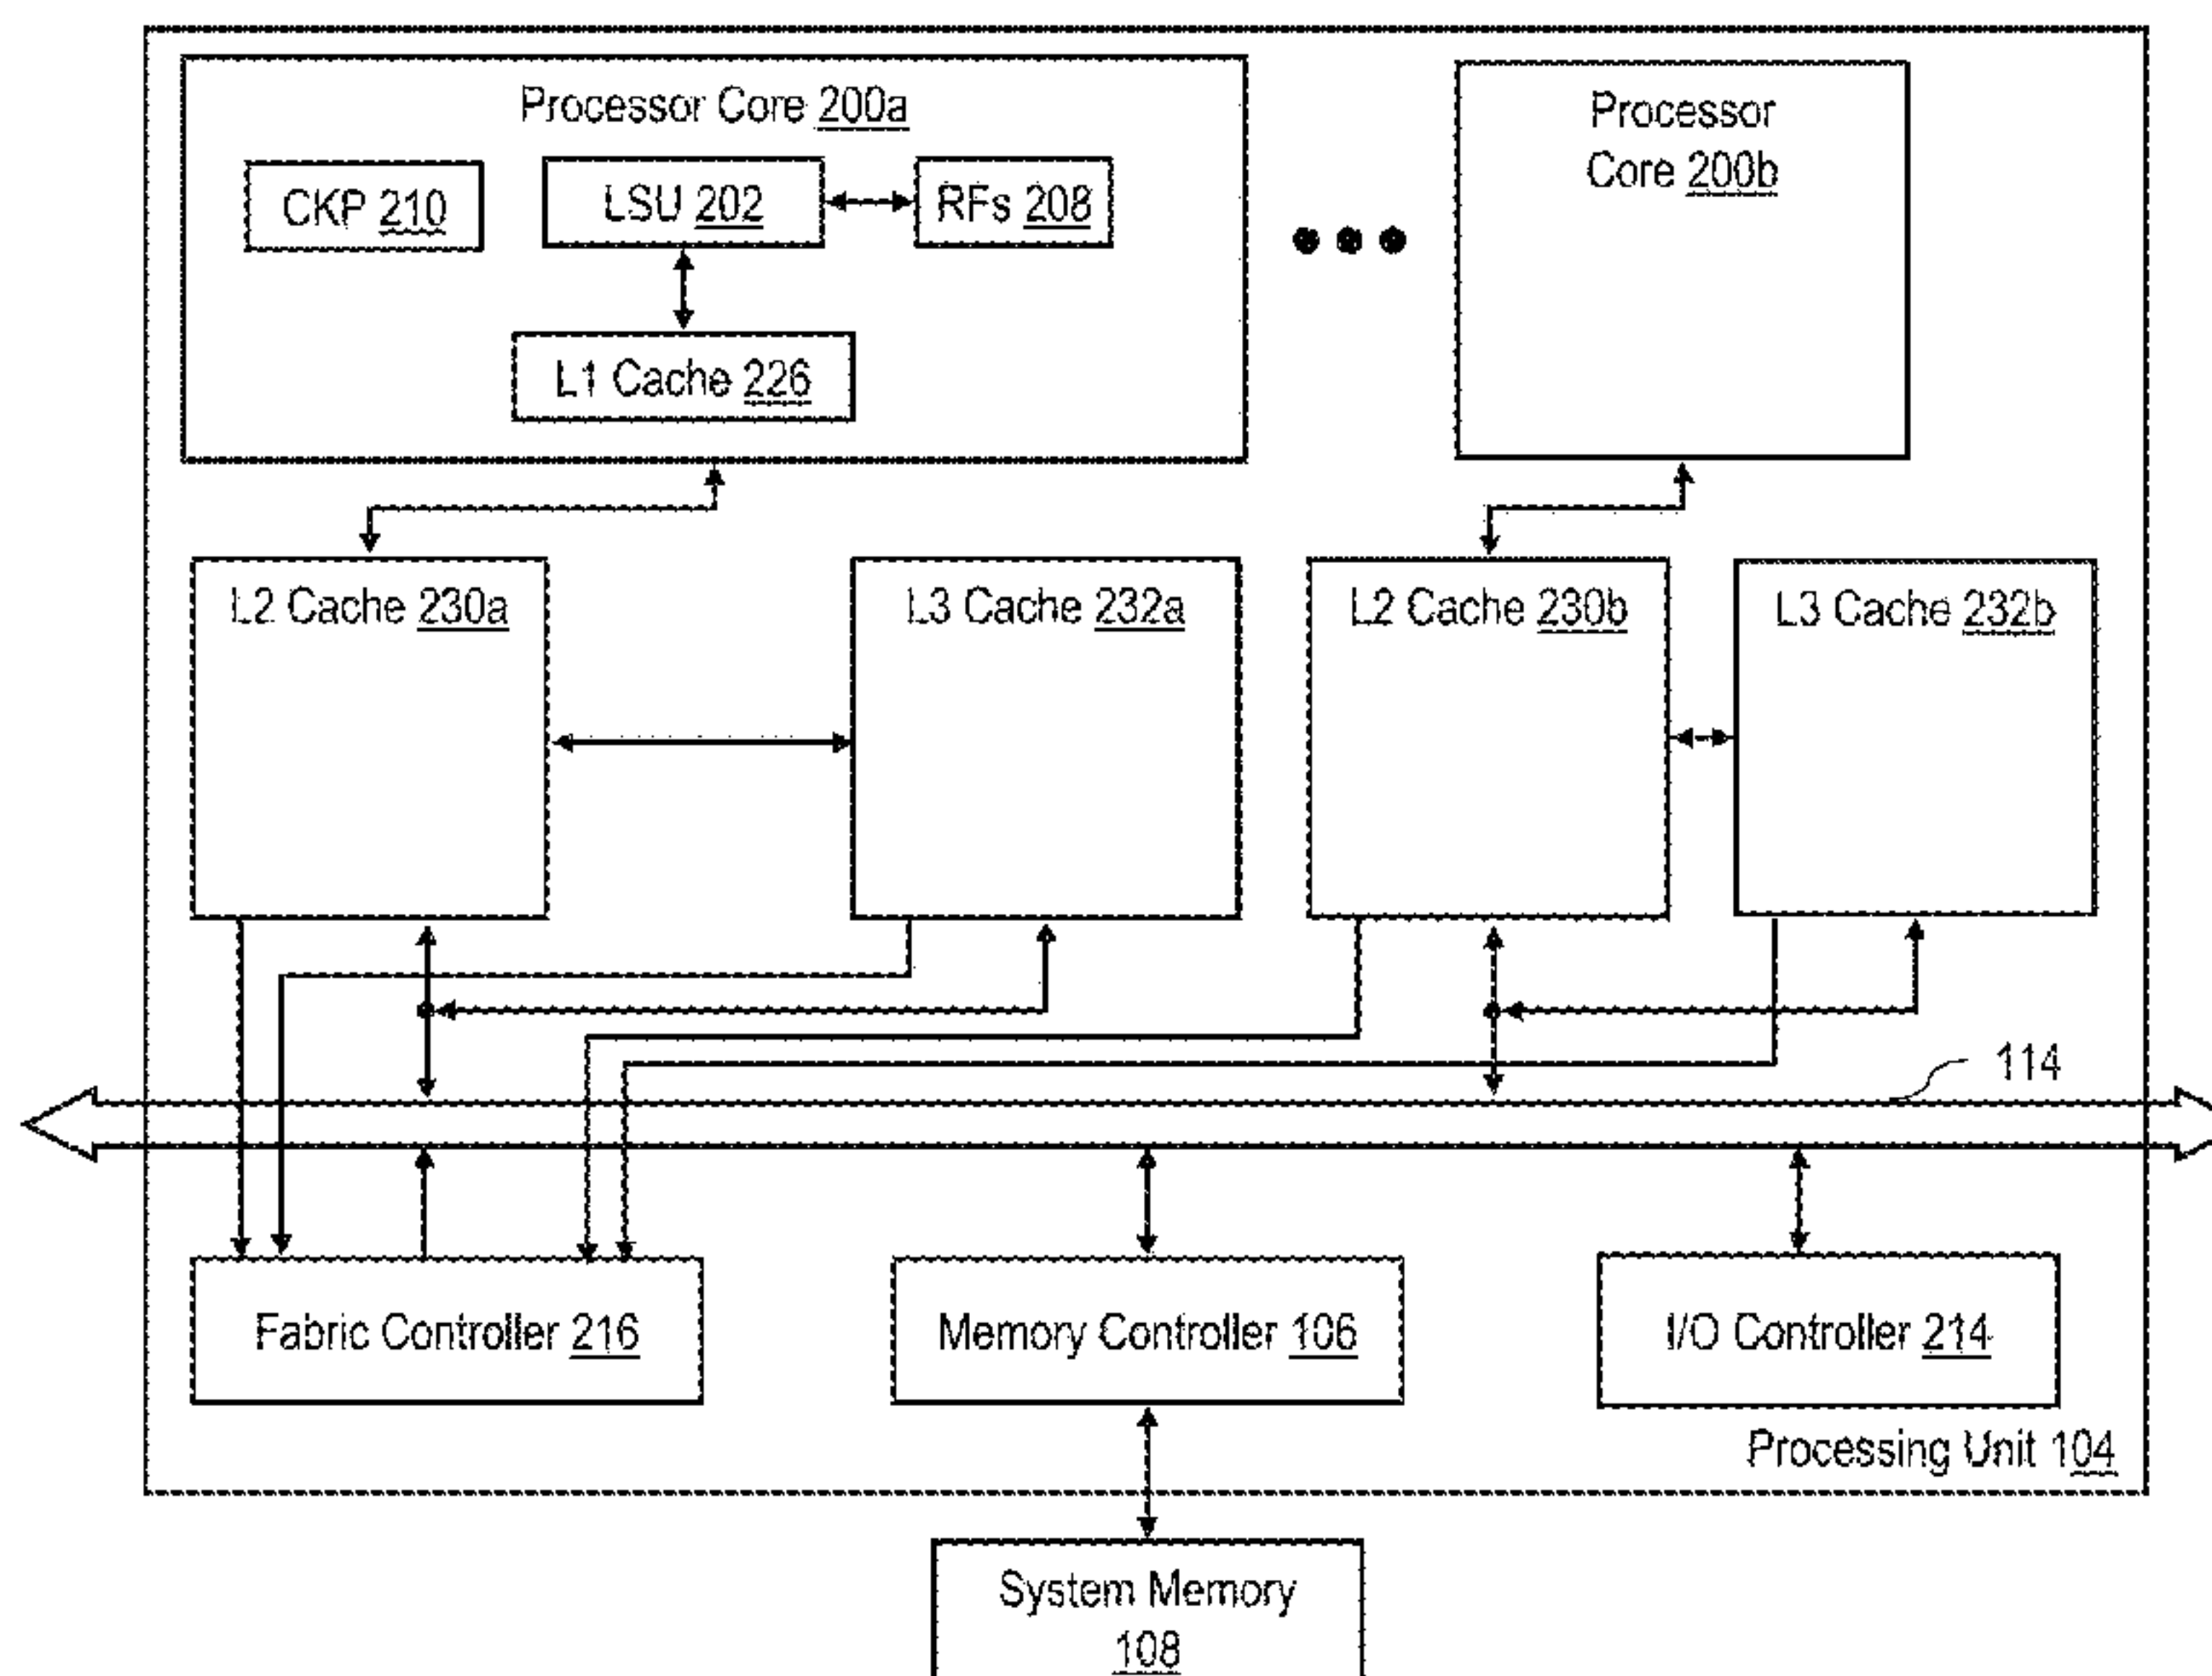 Processor Core 200a
CKP 210
LSU 202
RFs 208
L1 Cache 226
Processor
Core 200b
L2 Cache 230a
L3 Cache 232a
L2 Cache 230b
L3 Cache 232b
114
Fabric Controller 216
Memory Controller 106
I/O Controller 214
Processing Unit 104
System Memory
108